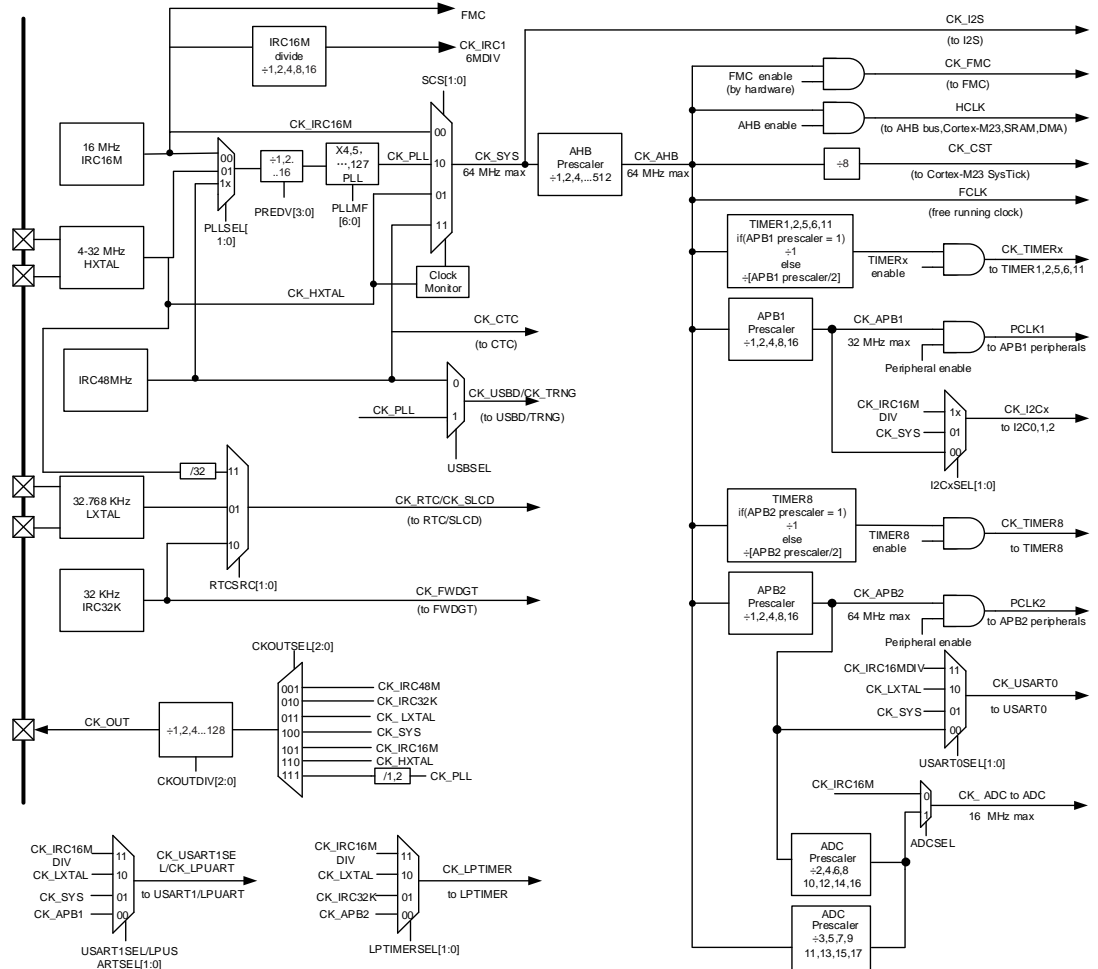 FMC
IRC16M
divide
÷1,2,4,8,16
CK_IRC1
6MDIV
SCS[1:0]
CK_IRC16M
16 MHz
IRC16M
00
01
1x
PLLSEL[
1:0]
÷1,2.
..16
PREDV[3:0]
X4,5,
…,127
PLL
PLLMF
[6:0]
CK_PLL
00
10
01
11
CK_SYS
64 MHz max
AHB
Prescaler
÷1,2,4,...512
CK_AHB
64 MHz max
4-32 MHz
HXTAL
Clock
Monitor
CK_HXTAL
CK_CTC
(to CTC)
IRC48MHz
CK_PLL
0
1
CK_USBD/CK_TRNG
(to USBD/TRNG)
USBSEL
/32
11
01
10
32.768 KHz
LXTAL
CK_RTC/CK_SLCD
(to RTC/SLCD)
RTCSRC[1:0]
32 KHz
IRC32K
CK_FWDGT
(to FWDGT)
CKOUTSEL[2:0]
CK_OUT
÷1,2,4...128
CKOUTDIV[2:0]
001 CK_IRC48M
010 CK_IRC32K
011 CK_ LXTAL
100 CK_SYS
101 CK_IRC16M
110 CK_HXTAL
111 /1,2 CK_PLL
CK_IRC16M
DIV
11
CK_LXTAL
10
CK_SYS
01
CK_APB1
00
CK_USART1SE
L/CK_LPUART
to USART1/LPUART
USART1SEL/LPUS
ARTSEL[1:0]
CK_IRC16M
DIV
11
CK_LXTAL
10
CK_IRC32K
01
CK_APB2
00
CK_LPTIMER
to LPTIMER
LPTIMERSEL[1:0]
CK_I2S
(to I2S)
FMC enable
(by hardware)
CK_FMC
(to FMC)
AHB enable
HCLK
(to AHB bus,Cortex-M23,SRAM,DMA)
÷8
CK_CST
(to Cortex-M23 SysTick)
FCLK
(free running clock)
TIMER1,2,5,6,11
if(APB1 prescaler = 1)
÷1
else
÷[APB1 prescaler/2]
TIMERx
enable
CK_TIMERx
to TIMER1,2,5,6,11
APB1
Prescaler
÷1,2,4,8,16
CK_APB1
32 MHz max
Peripheral enable
PCLK1
to APB1 peripherals
CK_IRC16M
DIV
1x
CK_SYS
01
00
CK_I2Cx
to I2C0,1,2
I2CxSEL[1:0]
TIMER8
if(APB2 prescaler = 1)
÷1
else
÷[APB2 prescaler/2]
TIMER8
enable
CK_TIMER8
to TIMER8
APB2
Prescaler
÷1,2,4,8,16
CK_APB2
64 MHz max
Peripheral enable
PCLK2
to APB2 peripherals
CK_IRC16MDIV
11
CK_LXTAL
10
CK_SYS
01
00
CK_USART0
to USART0
USART0SEL[1:0]
CK_IRC16M
0
1
CK_ ADC to ADC
16 MHz max
ADCSEL
ADC
Prescaler
÷2,4.6,8
10,12,14,16
ADC
Prescaler
÷3,5,7,9
11,13,15,17